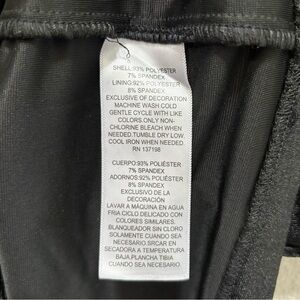 SHELL:93% POLYESTER
7% SPANDEX
LINING:92% POLYESTER
8% SPANDEX
EXCLUSIVE OF DECORATION
MACHINE WASH COLD
GENTLE CYCLE WITH LIKE
COLORS.ONLY NON-
CHLORINE BLEACH WHEN
NEEDED.TUMBLE DRY LOW.
COOL IRON WHEN NEEDED.
RN 137198
CUERPO:93% POLIÉSTER
7% SPANDEX
ADORNOS:92% POLIÉSTER
8% SPANDEX
EXCLUSIVO DE LA
DECORACIÓN
LAVAR A MAQUINA EN AGUA
FRIA CICLO DELICADO CON
COLORES SIMILARES.
BLANQUEADOR SIN CLORO
SOLAMENTE CUANDO SEA
NECESARIO.SRCAR EN
SECADORA A TEMPERATURA
BAJA.PLANCHA TIBIA
CUANDO SEA NECESARIO.